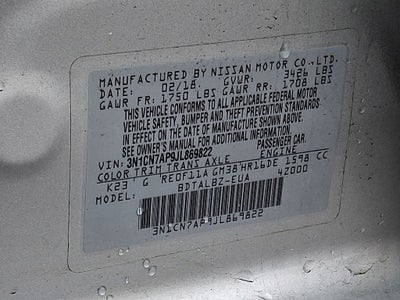 MANUFACTURED BY NISSAN MOTOR CO., LTD.
DATE: 02/18 GVWR: 3426 LBS
GAWR FR: 1750 LBS GAWR RR: 1708 LBS
THIS VEHICLE CONFORMS TO ALL APPLICABLE FEDERAL MOTOR
VEHICLE SAFETY, BUMPER AND THEFT PREVENTION STANDARDS
IN EFFECT ON THE DATE OF MANUFACTURE SHOWN ABOVE.
SEE OWNER'S MANUAL FOR ADDITIONAL INFORMATION.
VIN: 3N1CN7AP9JL869822 PASSENGER CAR
COLOR TRIM TRANS AXLE ENGINE
K23 G RE0F11A GM38 HR16DE 1598 CC
MODEL: BDTALBZ-EUA 4Z000
3N1CN7AP9JL869822